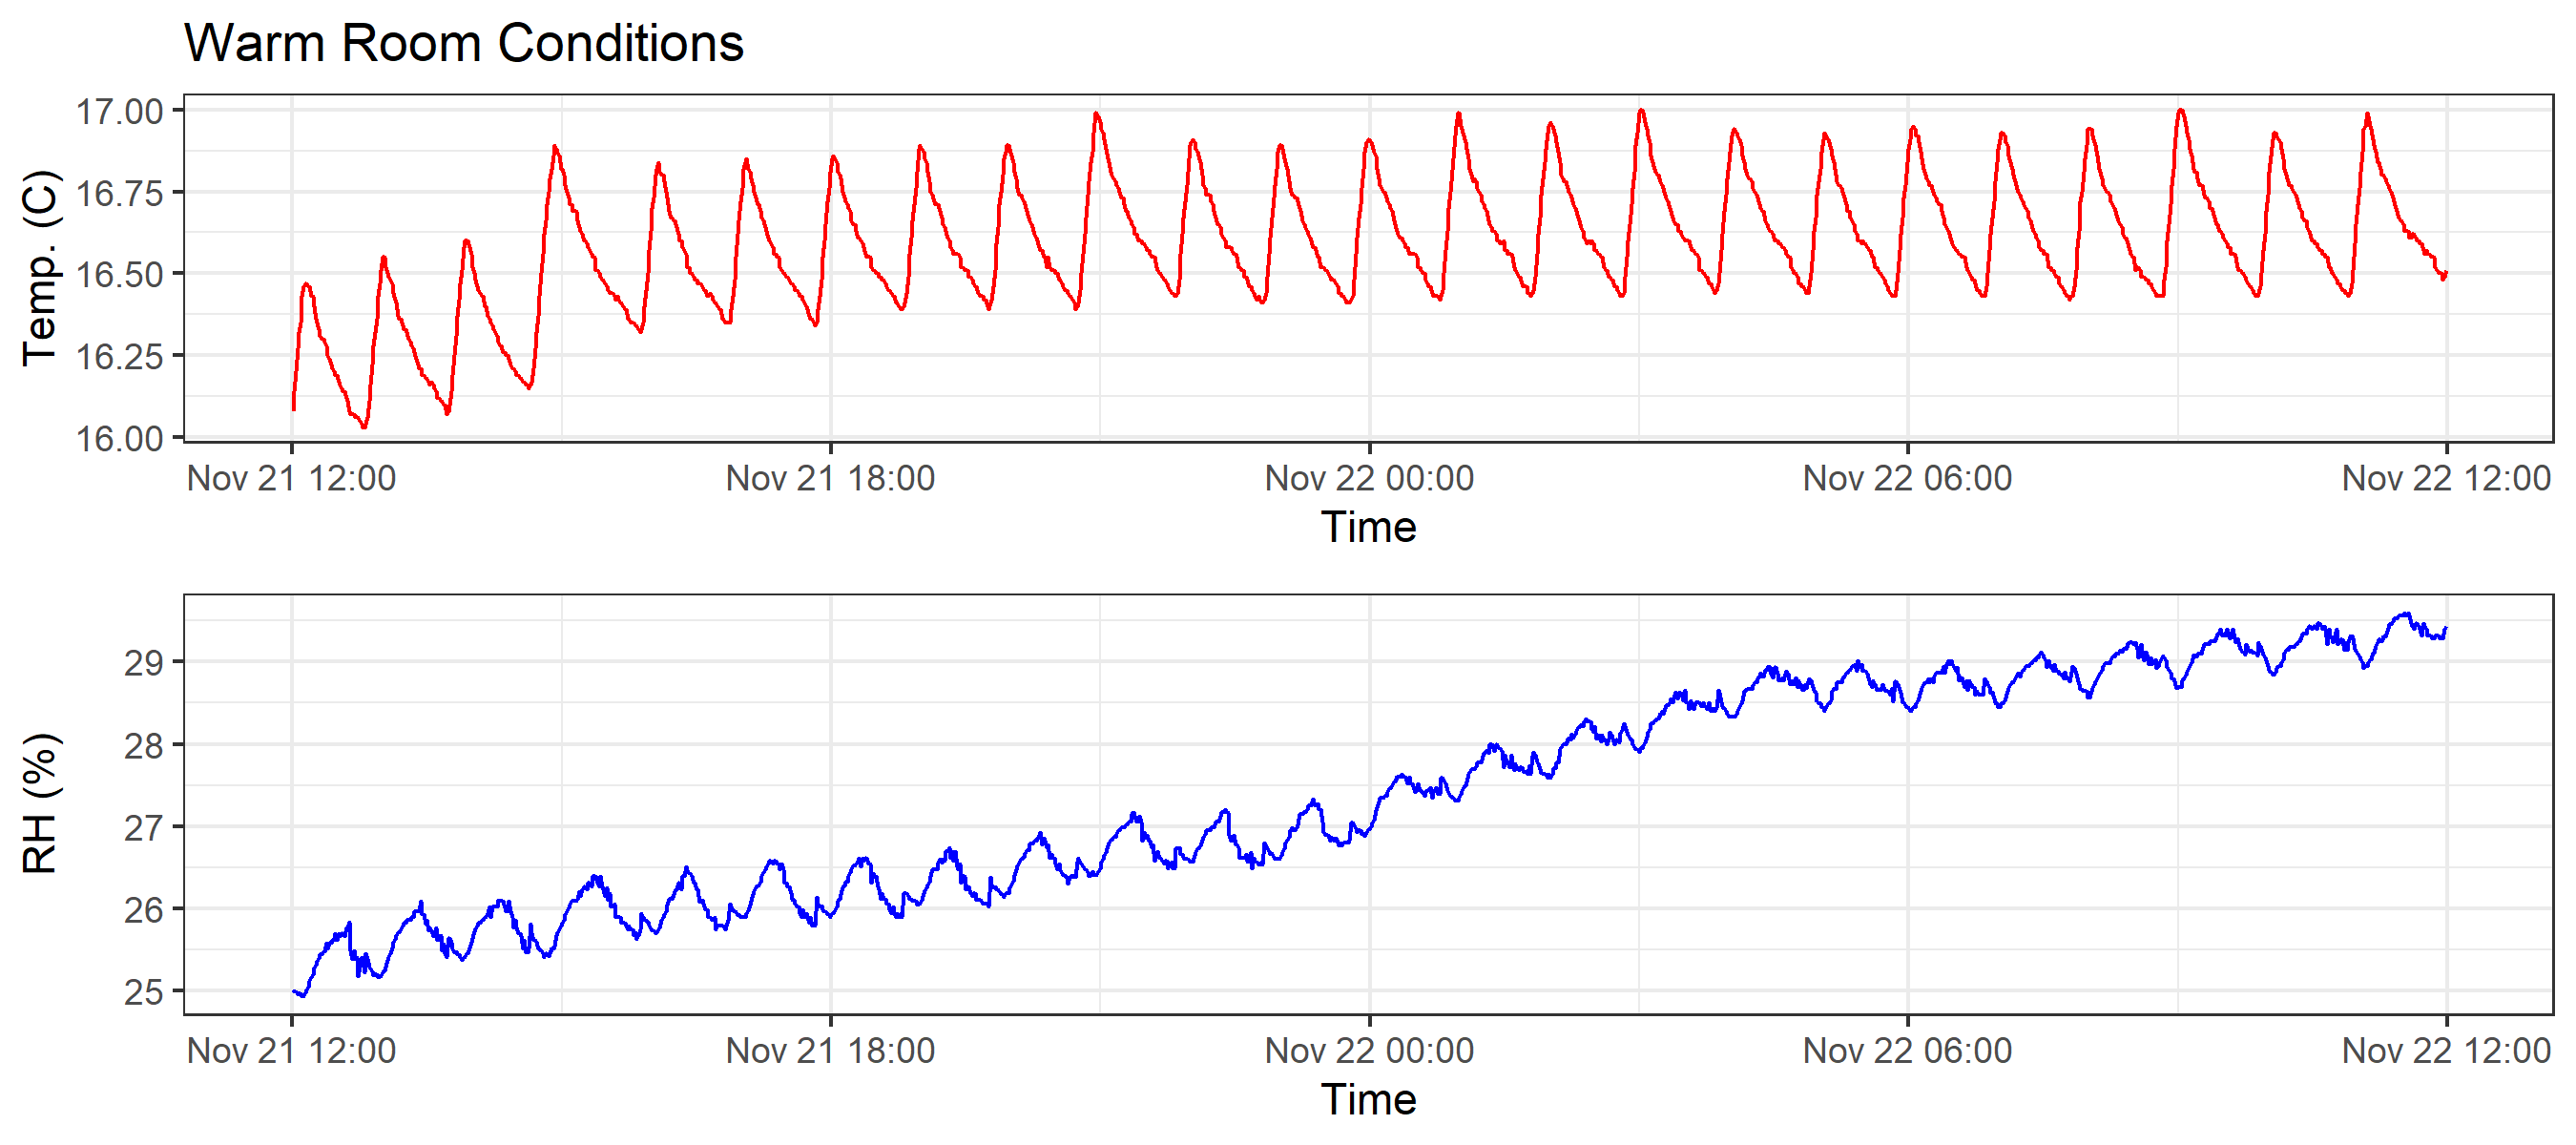 Warm Room Conditions
Temp. (C)
17.00
16.75
16.50
16.25
16.00
Nov 21 12:00 Nov 21 18:00 Nov 22 00:00 Nov 22 06:00 Nov 22 12:00
Time
RH (%)
29
28
27
26
25
Nov 21 12:00 Nov 21 18:00 Nov 22 00:00 Nov 22 06:00 Nov 22 12:00
Time